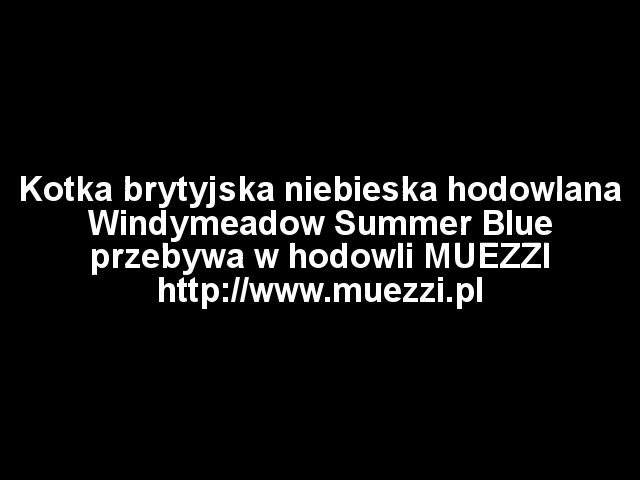 Kotka brytyjska niebieska hodowlana
Windymeadow Summer Blue
przebywa w hodowli MUEZZI
http://www.muezzi.pl